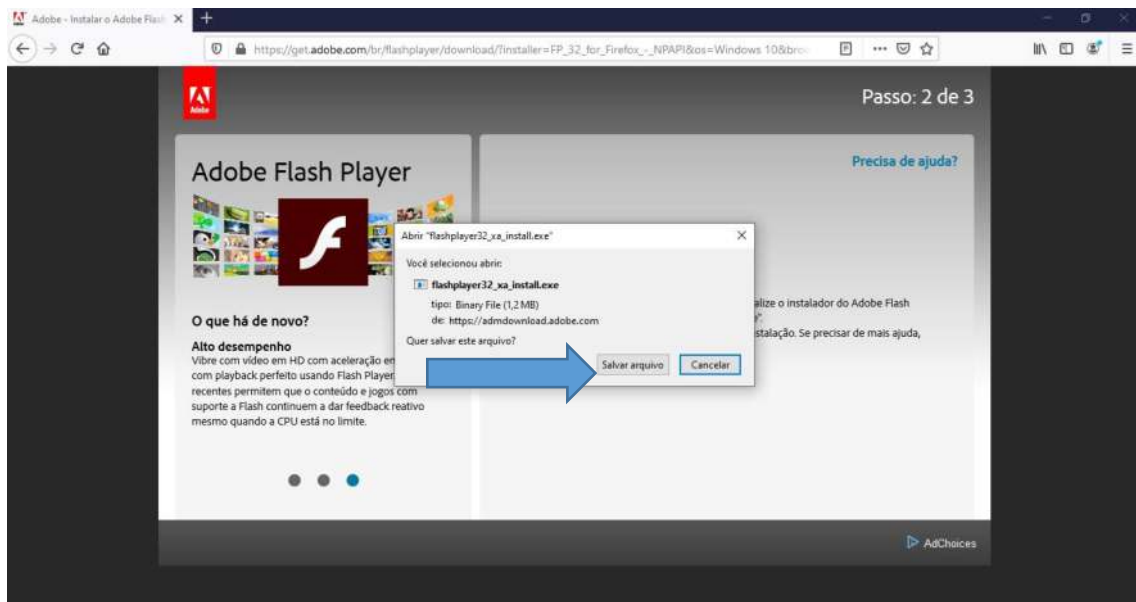 Adobe - Instalar o Adobe Flash
https://get.adobe.com/br/flashplayer/download/?installer=FP_32_for_Firefox_-_NPAPI&os=Windows 10&bro
Adobe
Passo: 2 de 3
Adobe Flash Player
Precisa de ajuda?
Abrir "flashplayer32_xa_install.exe"
Você selecionou abrir:
flashplayer32_xa_install.exe
tipo: Binary File (1,2 MB)
de: https://admdownload.adobe.com
Quer salvar este arquivo?
Salvar arquivo
Cancelar
alize o instalador do Adobe Flash
stalação. Se precisar de mais ajuda,
O que há de novo?
Alto desempenho
Vibre com vídeo em HD com aceleração em
com playback perfeito usando Flash Player
recentes permitem que o conteúdo e jogos com
suporte a Flash continuem a dar feedback reativo
mesmo quando a CPU está no limite.
AdChoices